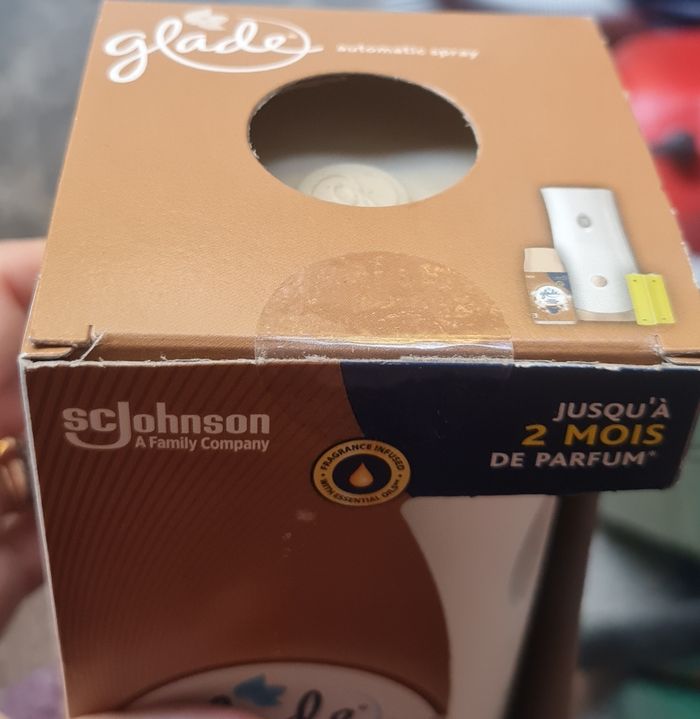 glade automatic spray
SCJohnson
A Family Company
FRAGRANCE INFUSED
WITH ESSENTIAL OILS
JUSQU'À
2 MOIS
DE PARFUM*